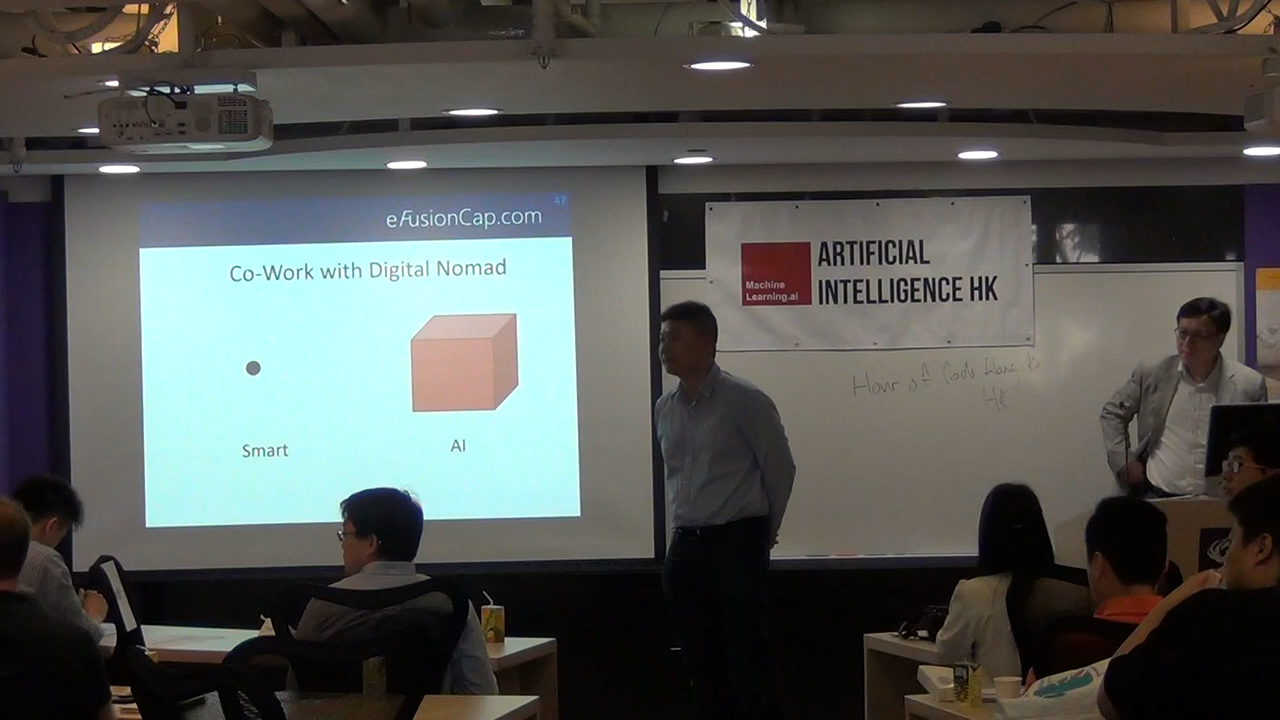 47
eFusionCap.com
Co-Work with Digital Nomad
Smart
AI
Machine
Learning.ai
ARTIFICIAL
INTELLIGENCE HK
Hour of Code Hong
HK